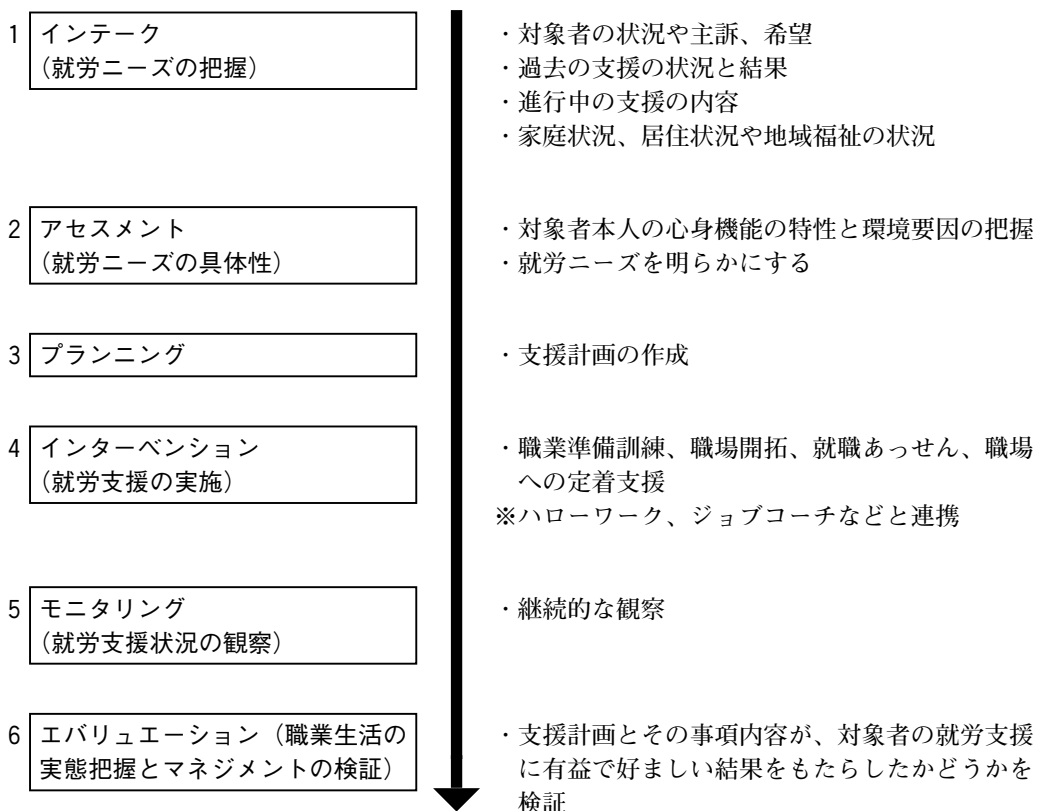 1 インテーク
(就労ニーズの把握)
・対象者の状況や主訴、希望
・過去の支援の状況と結果
・進行中の支援の内容
・家庭状況、居住状況や地域福祉の状況
2 アセスメント
(就労ニーズの具体性)
・対象者本人の心身機能の特性と環境要因の把握
・就労ニーズを明らかにする
3 プランニング
・支援計画の作成
4 インターベンション
(就労支援の実施)
・職業準備訓練、職場開拓、就職あっせん、職場
への定着支援
※ハローワーク、ジョブコーチなどと連携
5 モニタリング
(就労支援状況の観察)
・継続的な観察
6 エバリュエーション(職業生活の
実態把握とマネジメントの検証)
・支援計画とその事項内容が、対象者の就労支援
に有益で好ましい結果をもたらしたかどうかを
検証